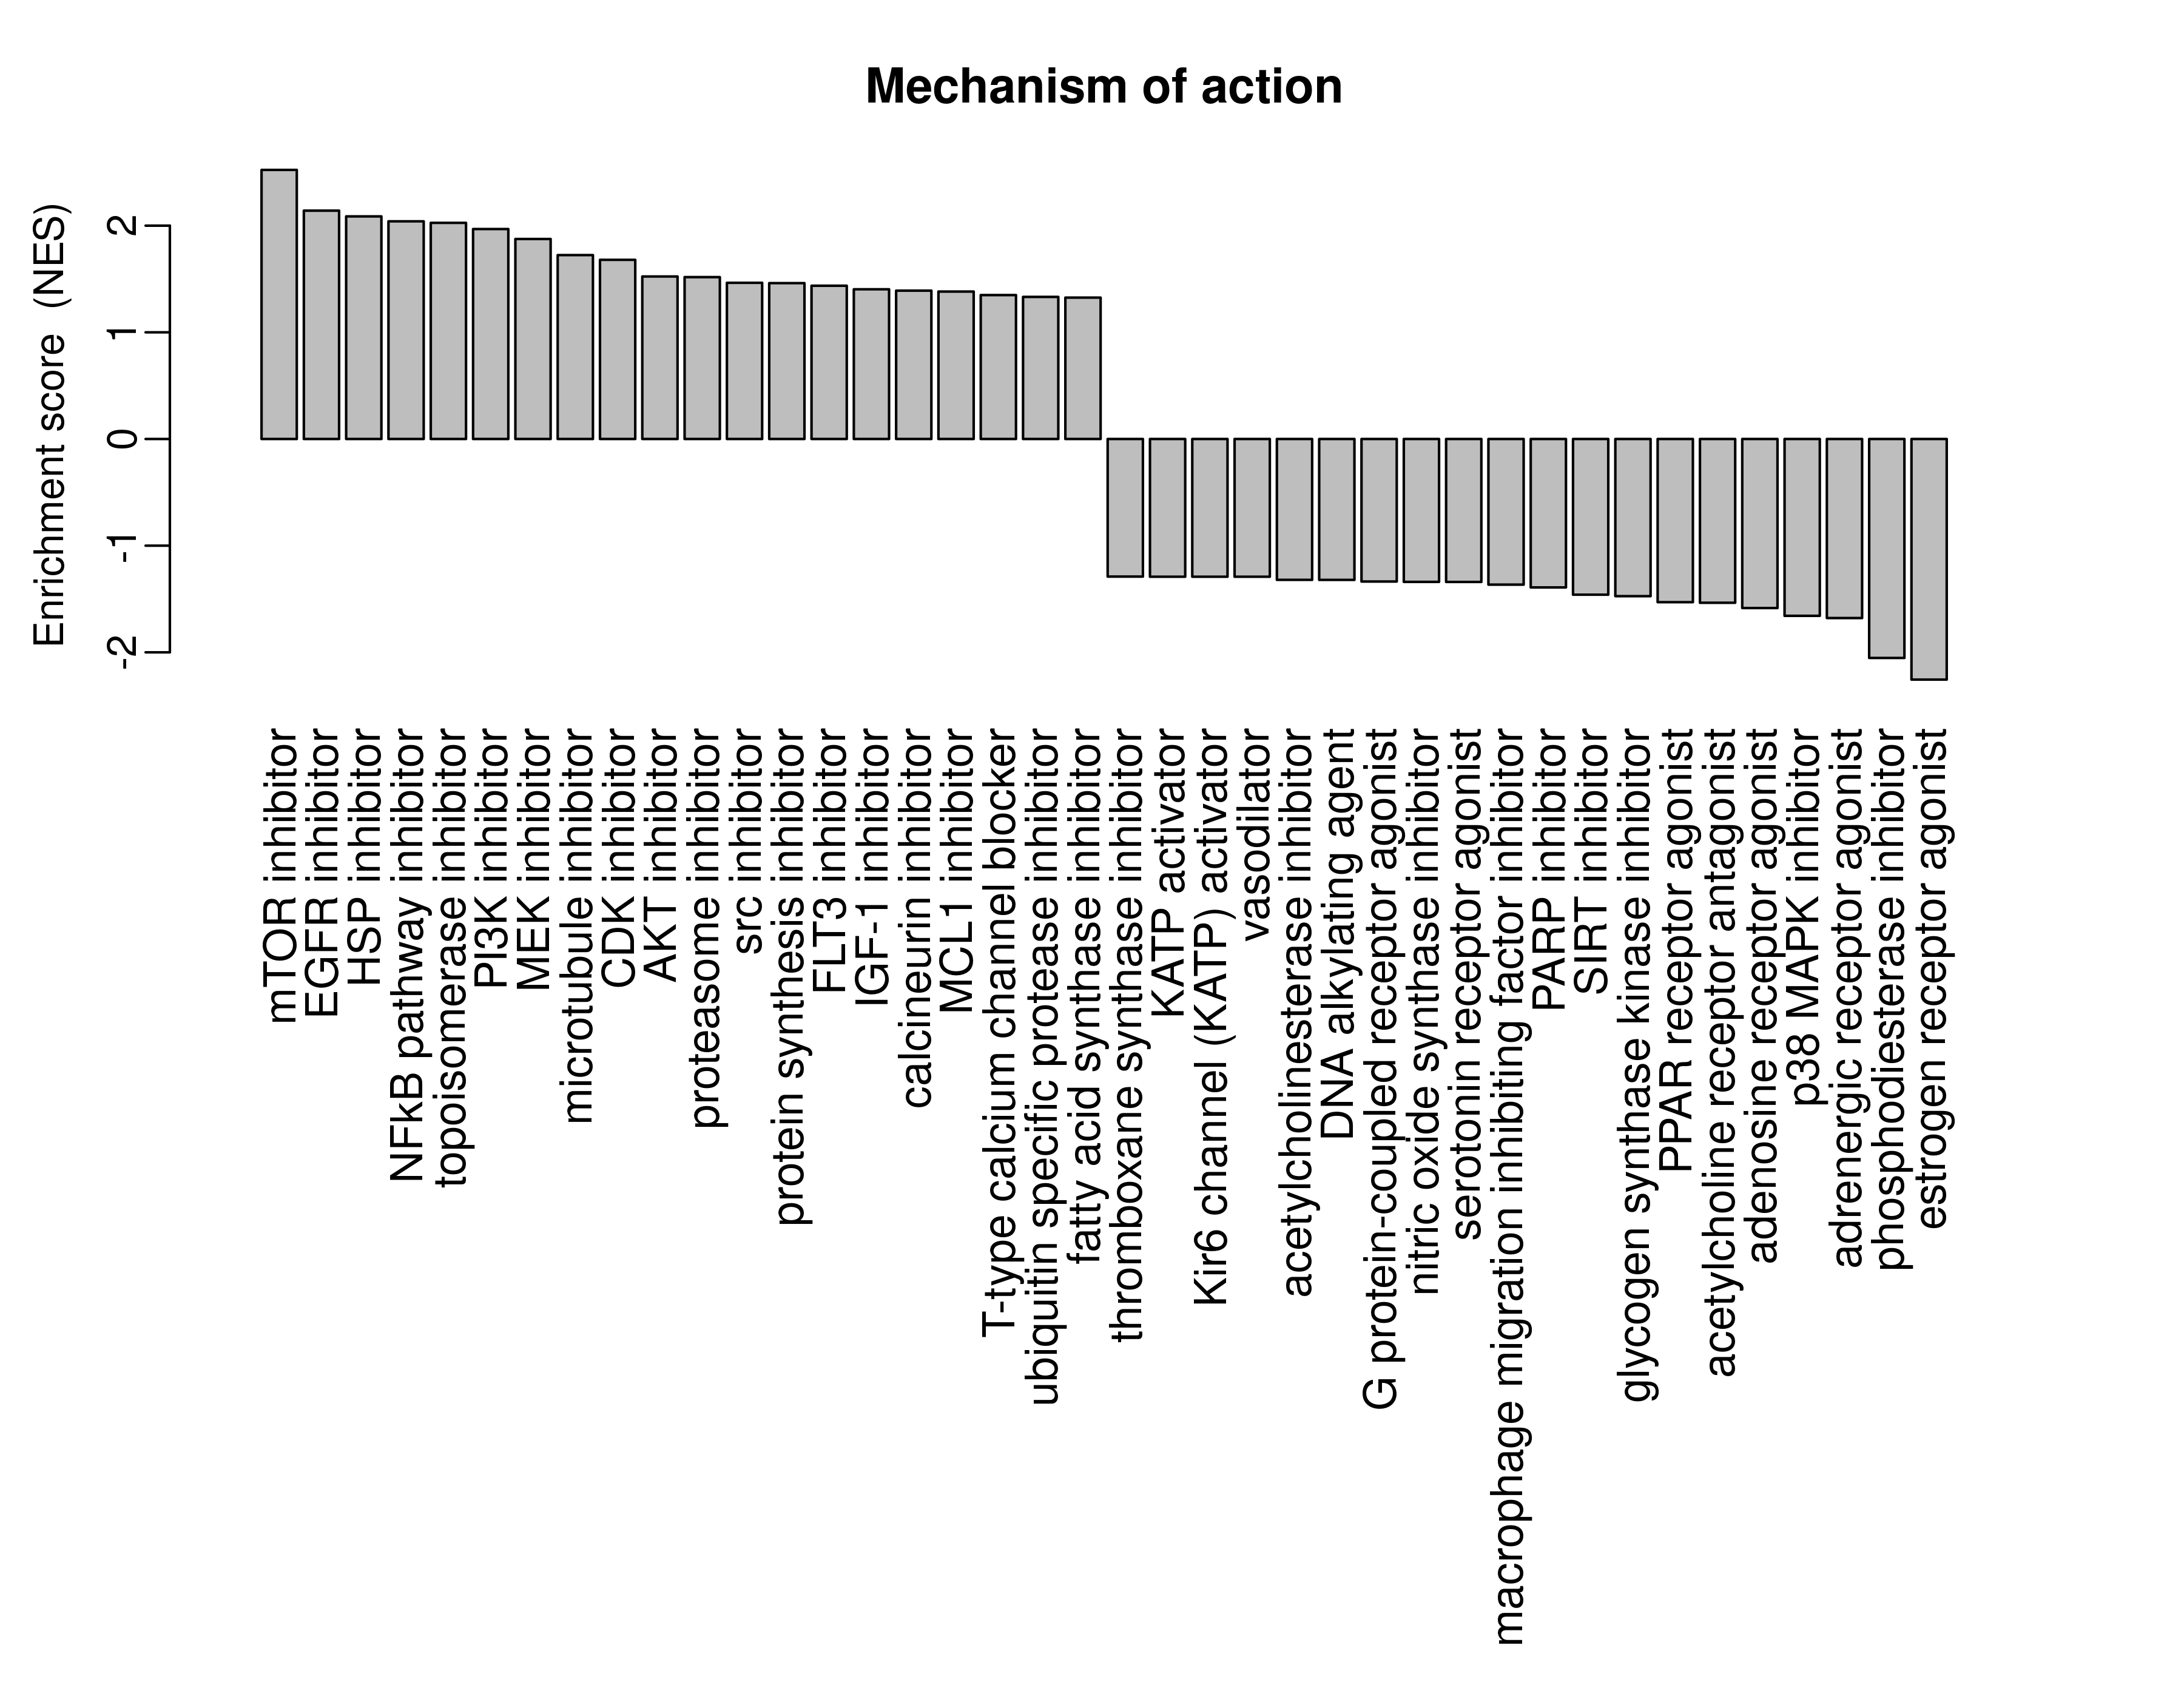 Mechanism of action
Enrichment score (NES)
2
1
0
-1
-2
mTOR inhibitor
EGFR inhibitor
HSP inhibitor
NFkB pathway inhibitor
topoisomerase inhibitor
PI3K inhibitor
MEK inhibitor
microtubule inhibitor
CDK inhibitor
AKT inhibitor
proteasome inhibitor
src inhibitor
protein synthesis inhibitor
FLT3 inhibitor
IGF-1 inhibitor
calcineurin inhibitor
MCL1 inhibitor
T-type calcium channel blocker
ubiquitin specific protease inhibitor
fatty acid synthase inhibitor
thromboxane synthase inhibitor
KATP activator
Kir6 channel (KATP) activator
vasodilator
acetylcholinesterase inhibitor
DNA alkylating agent
G protein-coupled receptor agonist
nitric oxide synthase inhibitor
serotonin receptor agonist
macrophage migration inhibiting factor inhibitor
PARP inhibitor
SIRT inhibitor
glycogen synthase kinase inhibitor
PPAR receptor agonist
acetylcholine receptor antagonist
adenosine receptor agonist
p38 MAPK inhibitor
adrenergic receptor agonist
phosphodiesterase inhibitor
estrogen receptor agonist